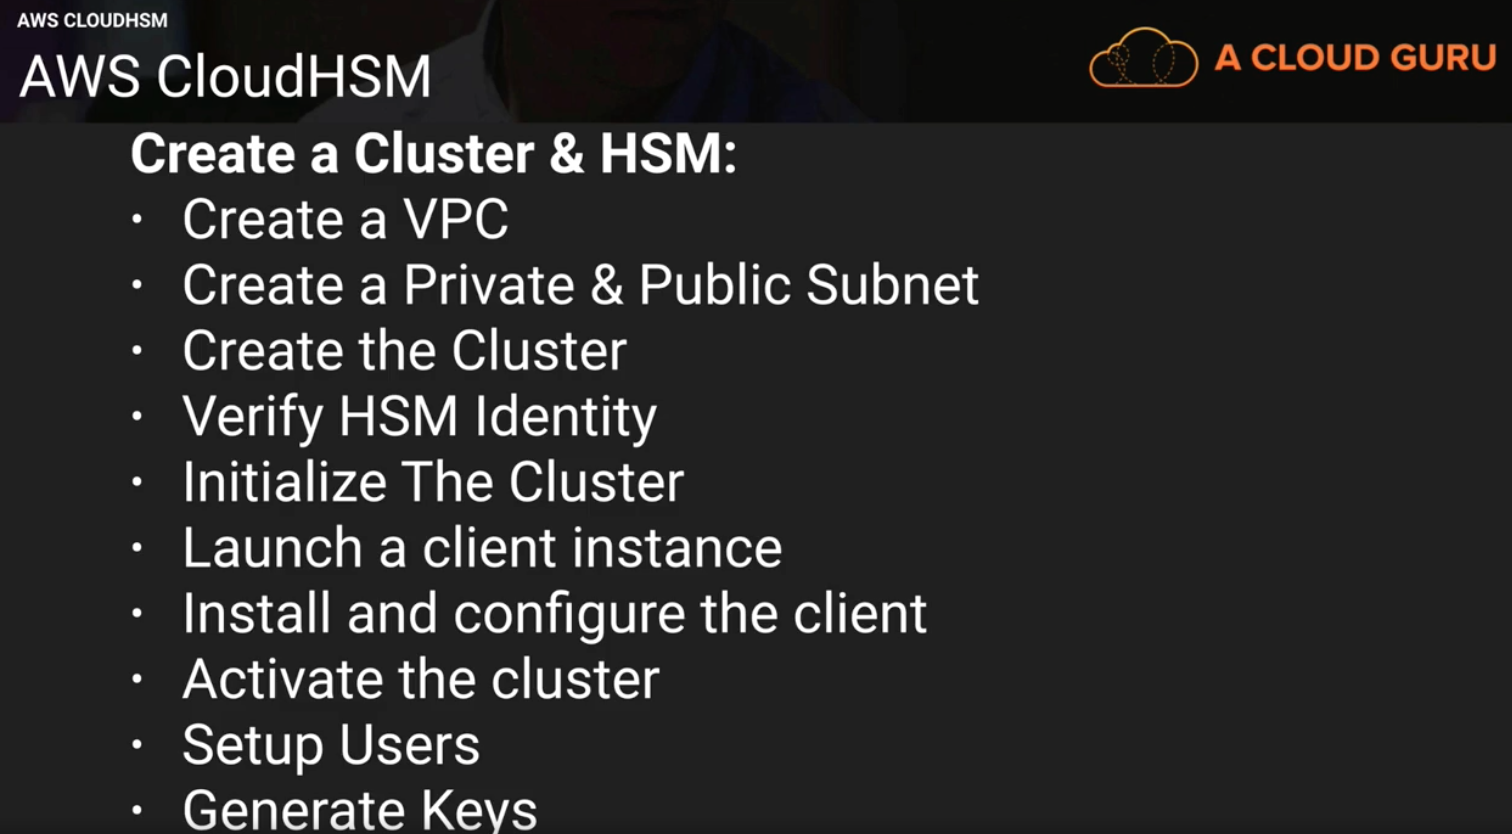 AWS CLOUDHSM
AWS CloudHSM
A CLOUD GURU
Create a Cluster & HSM:
• Create a VPC
• Create a Private & Public Subnet
• Create the Cluster
• Verify HSM Identity
• Initialize The Cluster
• Launch a client instance
• Install and configure the client
• Activate the cluster
• Setup Users
• Generate Keys